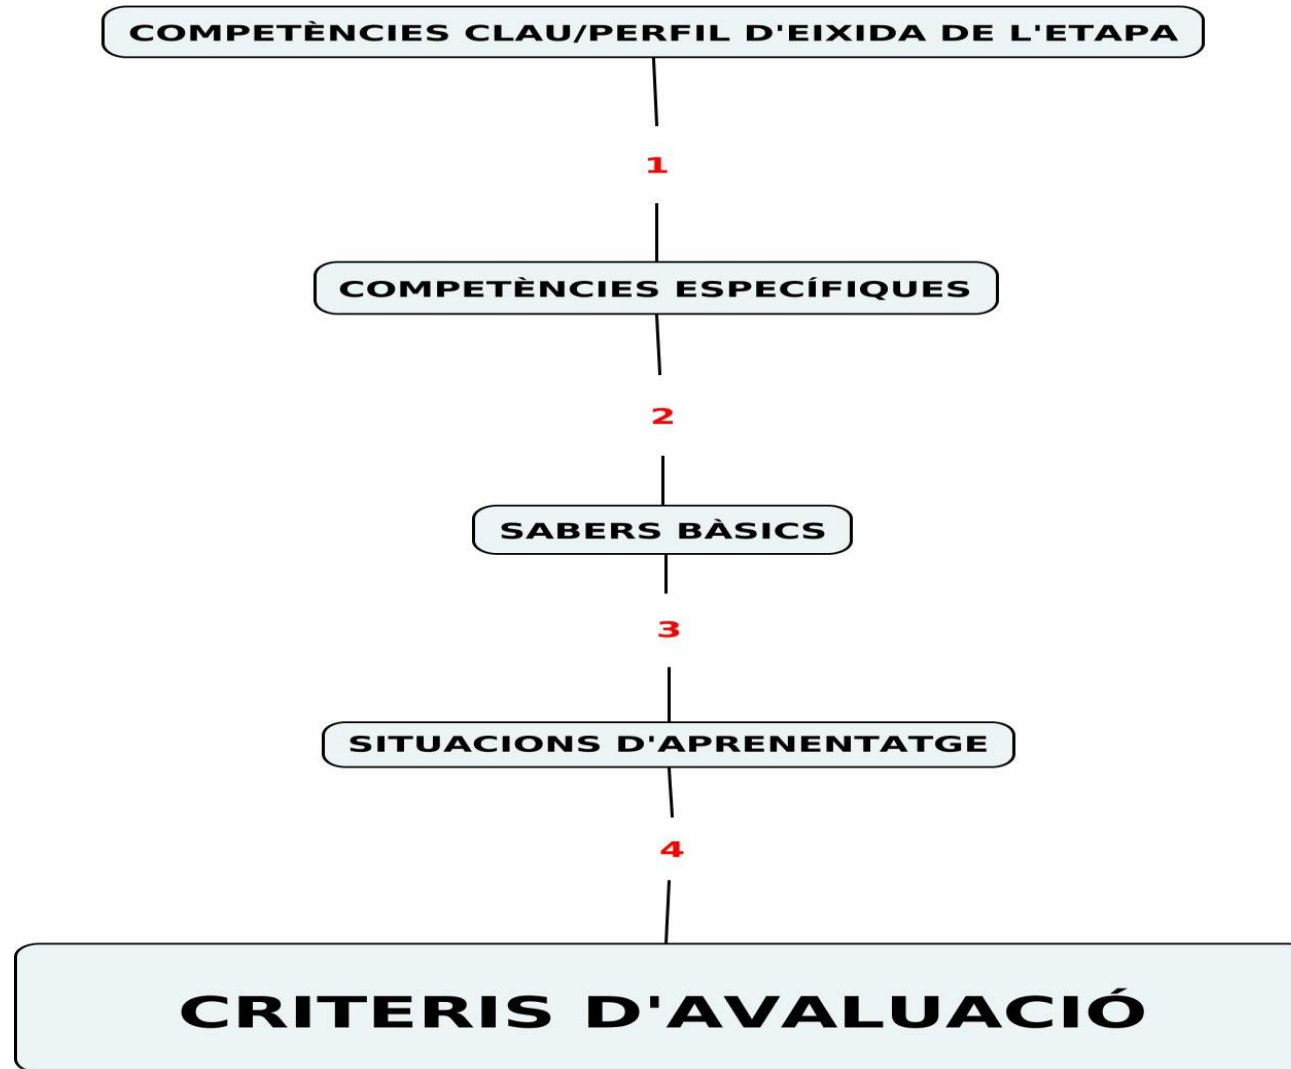 COMPETÈNCIES CLAU/PERFIL D'EIXIDA DE L'ETAPA
1
COMPETÈNCIES ESPECÍFIQUES
2
SABERS BÀSICS
3
SITUACIONS D'APRENENTATGE
4
CRITERIS D'AVALUACIÓ